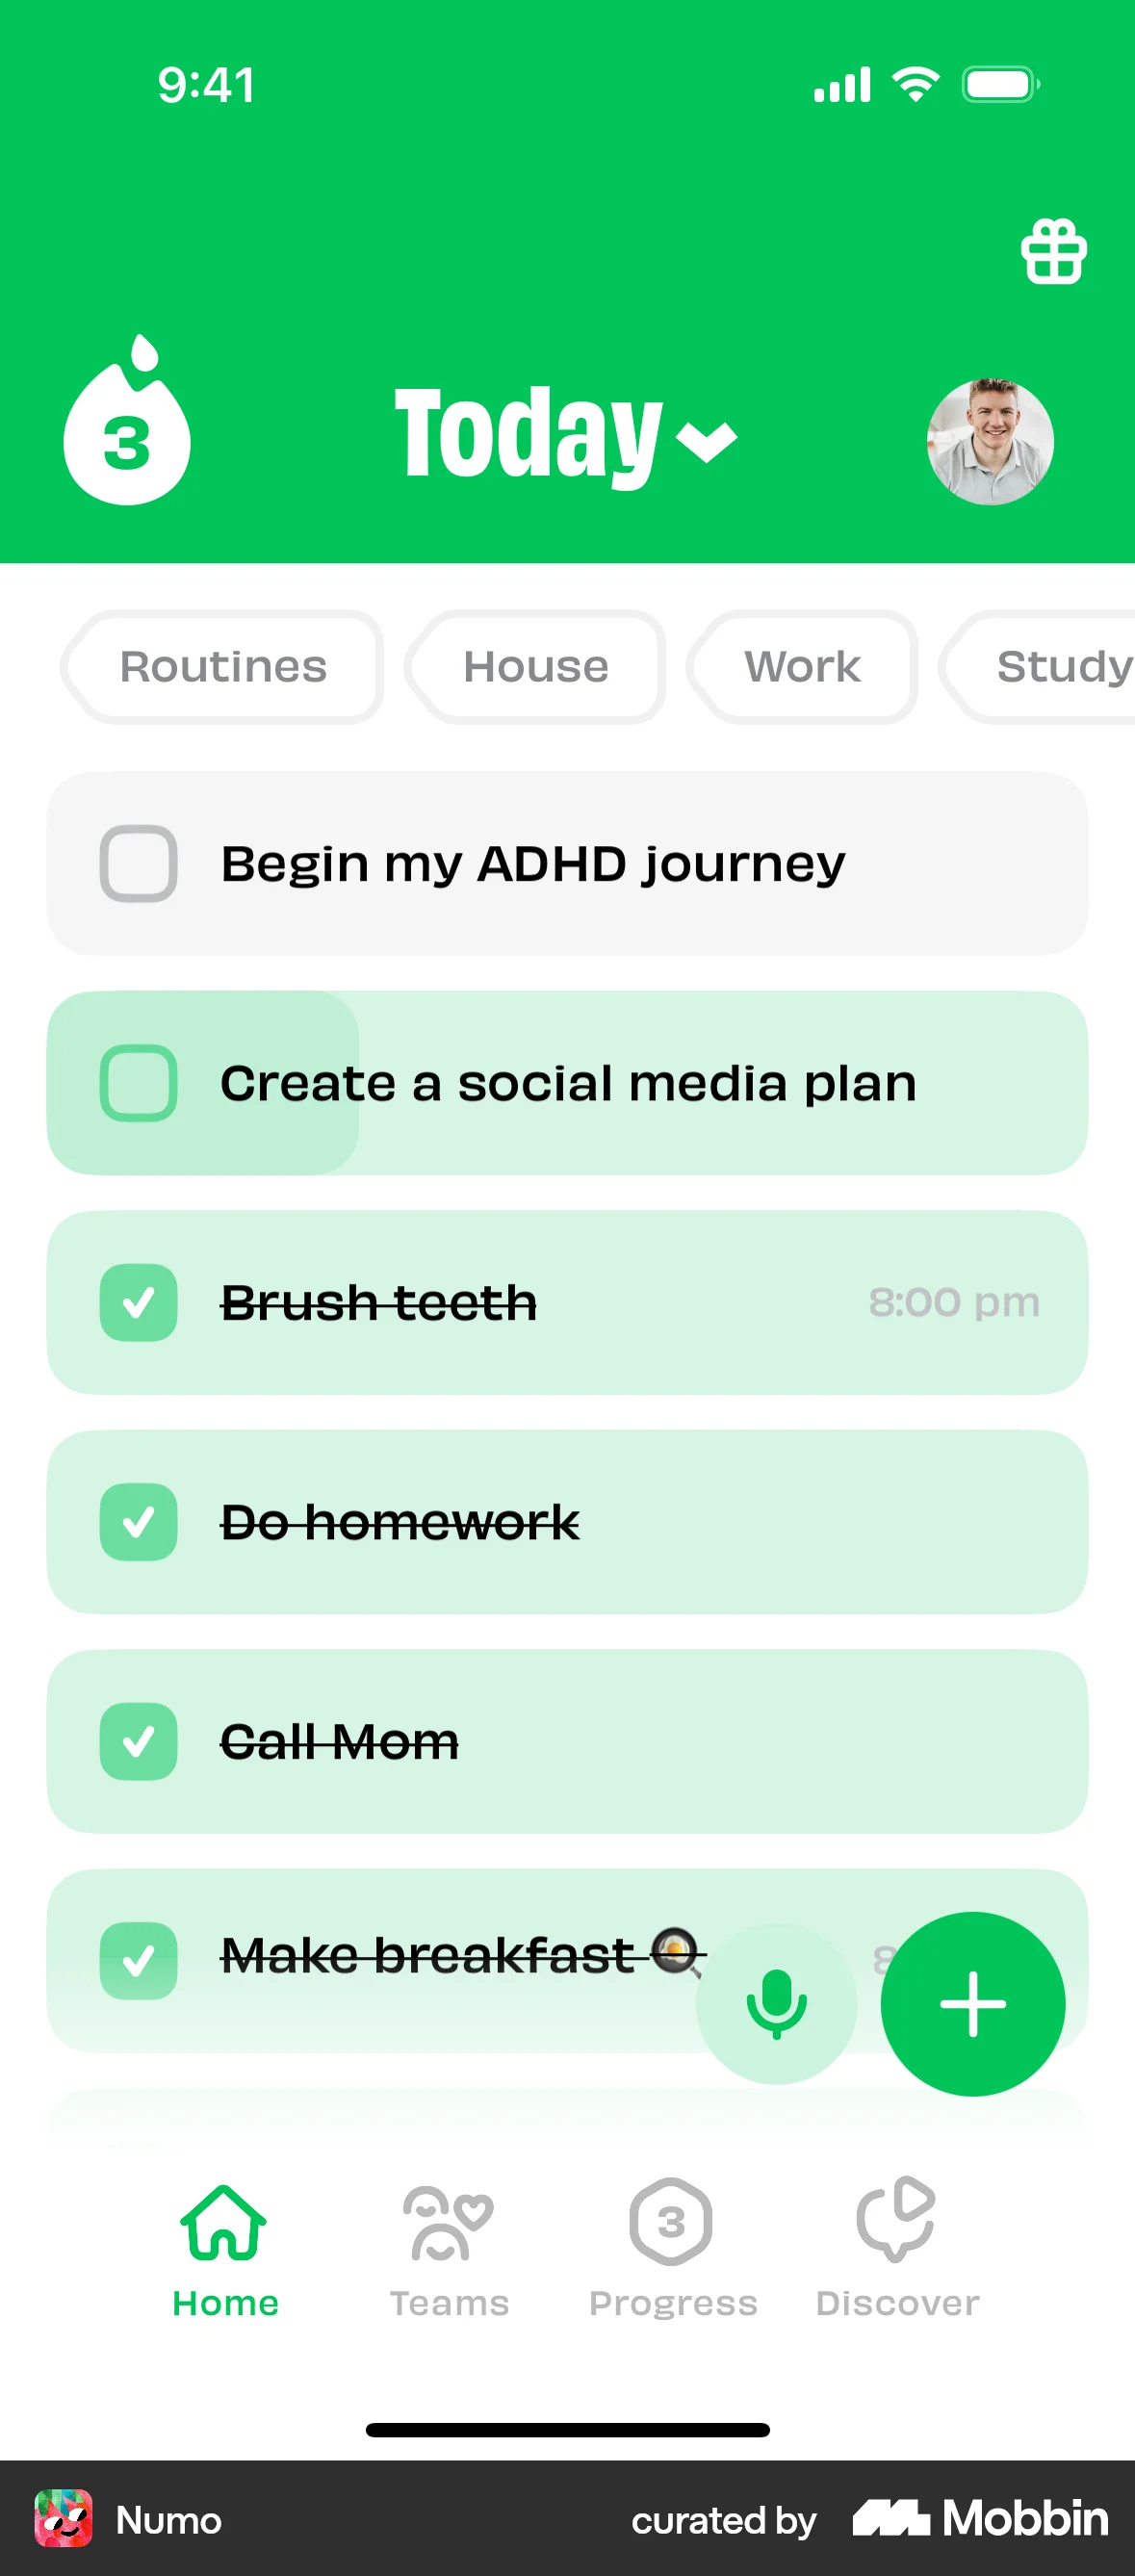 9:41
3
Today
Routines House Work Study
Begin my ADHD journey
Create a social media plan
Brush teeth 8:00 pm
Do homework
Call Mom
Make breakfast 🍳
3
Home Teams Progress Discover
Numo curated by Mobbin